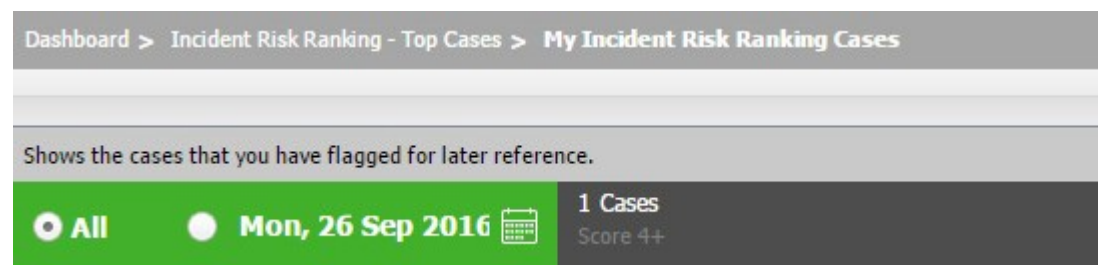 Dashboard > Incident Risk Ranking - Top Cases > My Incident Risk Ranking Cases
Shows the cases that you have flagged for later reference.
All Mon, 26 Sep 2016 1 Cases
Score 4+